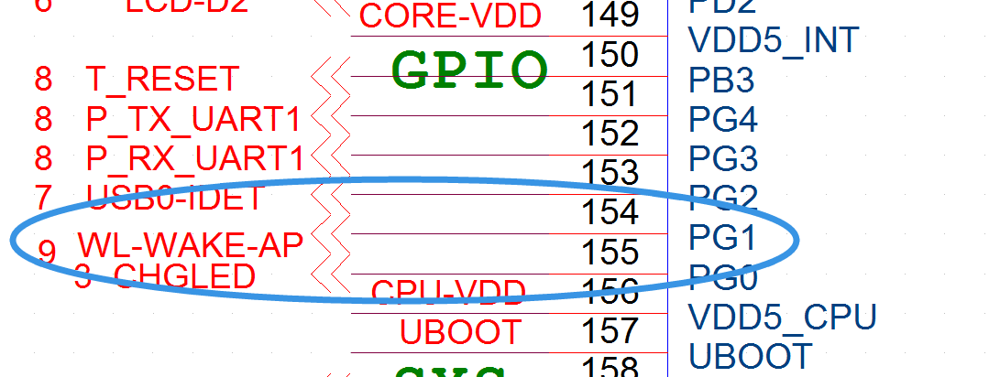 6 LCD-D2 CORE-VDD 149 PD2
VDD5_INT
GPIO 150
8 T_RESET 151 PB3
8 P_TX_UART1 152 PG4
8 P_RX_UART1 153 PG3
7 USB0-IDET 154 PG2
9 WL-WAKE-AP 155 PG1
3 CHGLED CPU-VDD 156 PG0
UBOOT 157 VDD5_CPU
SYS 158 UBOOT